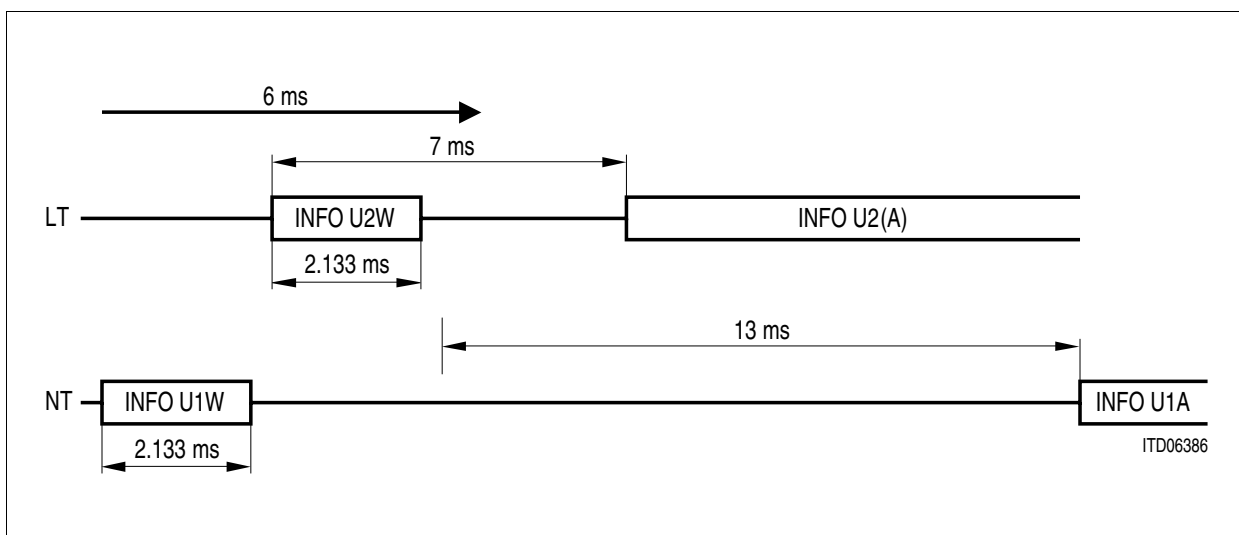 6 ms
7 ms
LT
INFO U2W
INFO U2(A)
2.133 ms
13 ms
NT
INFO U1W
INFO U1A
2.133 ms
ITD06386